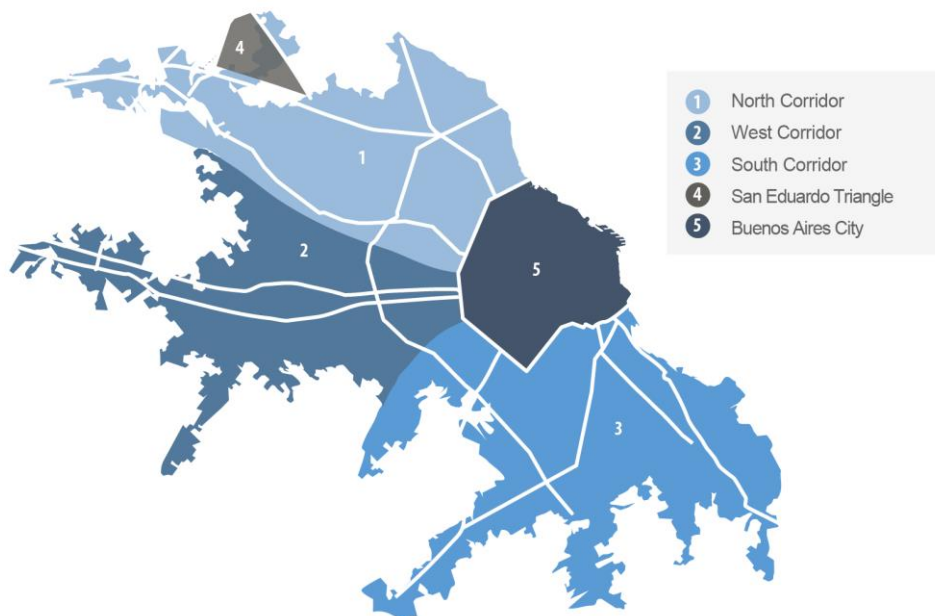 4
1
2
5
3
1 North Corridor
2 West Corridor
3 South Corridor
4 San Eduardo Triangle
5 Buenos Aires City